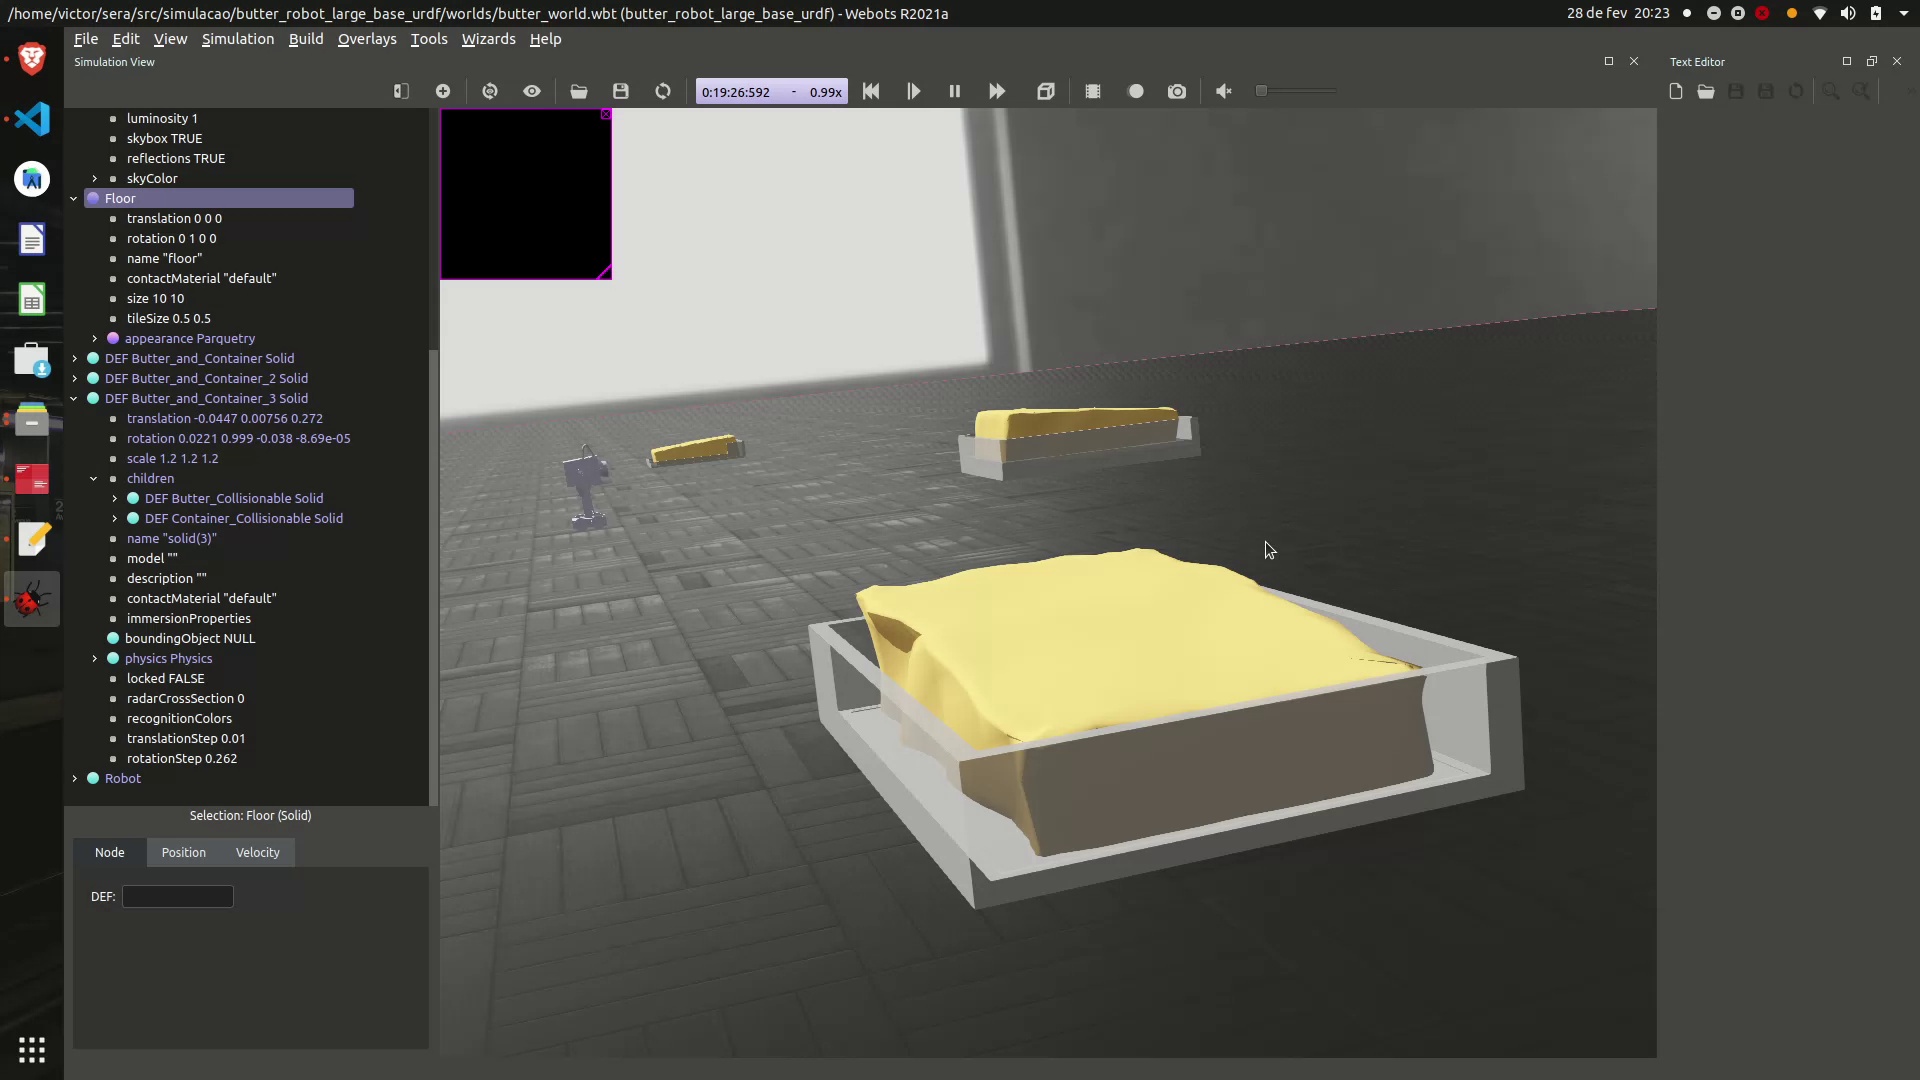 /home/victor/sera/src/simulacao/butter_robot_large_base_urdf/worlds/butter_world.wbt (butter_robot_large_base_urdf) - Webots R2021a
28 de fev 20:23
File Edit View Simulation Build Overlays Tools Wizards Help
Simulation View
Text Editor
0:19:26:592 - 0.99x
luminosity 1
skybox TRUE
reflections TRUE
skyColor
Floor
translation 0 0 0
rotation 0 1 0 0
name "floor"
contactMaterial "default"
size 10 10
tileSize 0.5 0.5
appearance Parquetry
DEF Butter_and_Container Solid
DEF Butter_and_Container_2 Solid
DEF Butter_and_Container_3 Solid
translation -0.0447 0.00756 0.272
rotation 0.0221 0.999 -0.038 -8.69e-05
scale 1.2 1.2 1.2
children
DEF Butter_Collisionable Solid
DEF Container_Collisionable Solid
name "solid(3)"
model ""
description ""
contactMaterial "default"
immersionProperties
boundingObject NULL
physics Physics
locked FALSE
radarCrossSection 0
recognitionColors
translationStep 0.01
rotationStep 0.262
Robot
Selection: Floor (Solid)
Node Position Velocity
DEF: